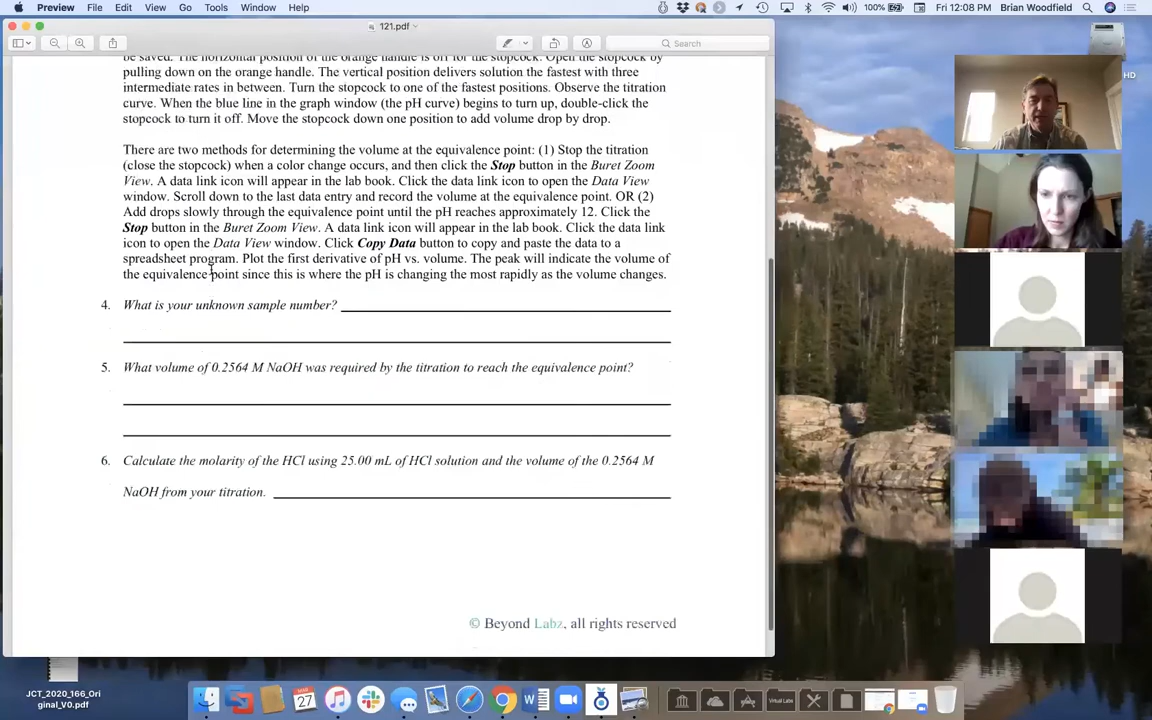 Preview File Edit View Go Tools Window Help 100% Fri 12:08 PM Brian Woodfield
121.pdf
Search
HD
be saved. The horizontal position of the orange handle is off for the stopcock. Open the stopcock by
pulling down on the orange handle. The vertical position delivers solution the fastest with three
intermediate rates in between. Turn the stopcock to one of the fastest positions. Observe the titration
curve. When the blue line in the graph window (the pH curve) begins to turn up, double-click the
stopcock to turn it off. Move the stopcock down one position to add volume drop by drop.
There are two methods for determining the volume at the equivalence point: (1) Stop the titration
(close the stopcock) when a color change occurs, and then click the Stop button in the Buret Zoom
View. A data link icon will appear in the lab book. Click the data link icon to open the Data View
window. Scroll down to the last data entry and record the volume at the equivalence point. OR (2)
Add drops slowly through the equivalence point until the pH reaches approximately 12. Click the
Stop button in the Buret Zoom View. A data link icon will appear in the lab book. Click the data link
icon to open the Data View window. Click Copy Data button to copy and paste the data to a
spreadsheet program. Plot the first derivative of pH vs. volume. The peak will indicate the volume of
the equivalence point since this is where the pH is changing the most rapidly as the volume changes.
4. What is your unknown sample number?
5. What volume of 0.2564 M NaOH was required by the titration to reach the equivalence point?
6. Calculate the molarity of the HCl using 25.00 mL of HCl solution and the volume of the 0.2564 M
NaOH from your titration.
© Beyond Labz, all rights reserved
JCT_2020_166_Ori
ginal_V0.pdf
MAR
27
Virtual Labs